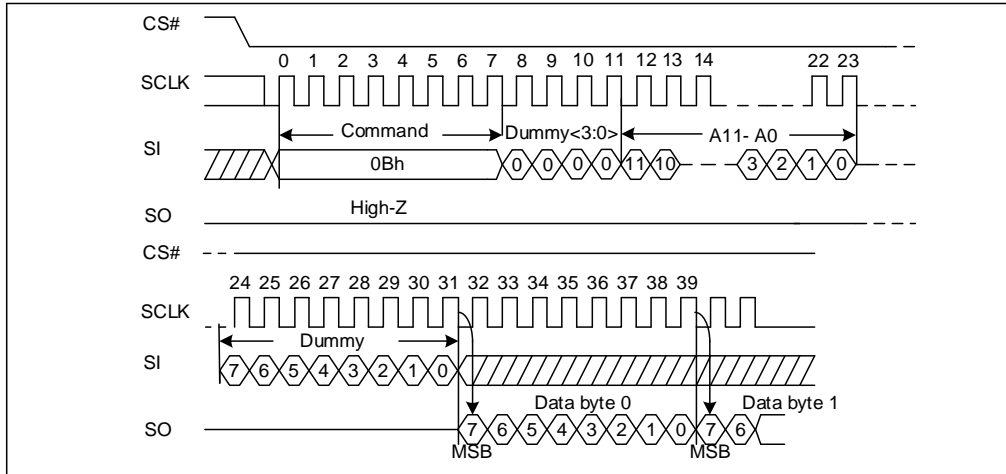 CS#
0 1 2 3 4 5 6 7 8 9 10 11 12 13 14 22 23
SCLK
Command Dummy<3:0> A11- A0
SI
0Bh 0 0 0 0 11 10 3 2 1 0
High-Z
SO
CS#
24 25 26 27 28 29 30 31 32 33 34 35 36 37 38 39
SCLK
Dummy
SI
7 6 5 4 3 2 1 0
Data byte 0 Data byte 1
SO
7 6 5 4 3 2 1 0 7 6
MSB MSB